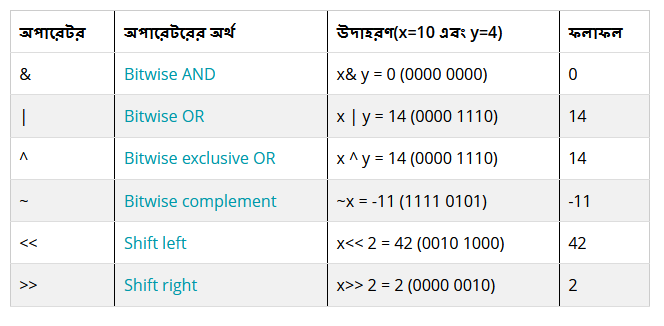 অপারেটর অপারেটরের অর্থ উদাহরণ(x=10 এবং y=4) ফলাফল
& Bitwise AND x& y = 0 (0000 0000) 0
| Bitwise OR x | y = 14 (0000 1110) 14
^ Bitwise exclusive OR x ^ y = 14 (0000 1110) 14
~ Bitwise complement ~x = -11 (1111 0101) -11
<< Shift left x<< 2 = 42 (0010 1000) 42
>> Shift right x>> 2 = 2 (0000 0010) 2